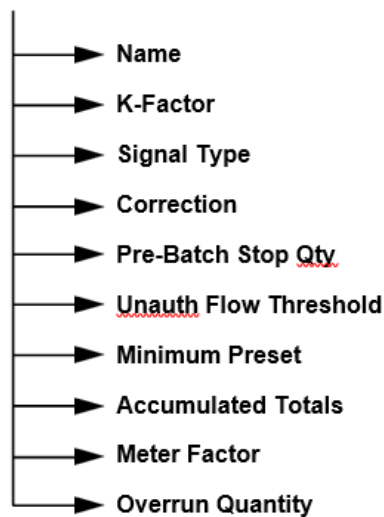 Name
K-Factor
Signal Type
Correction
Pre-Batch Stop Qty
Unauth Flow Threshold
Minimum Preset
Accumulated Totals
Meter Factor
Overrun Quantity